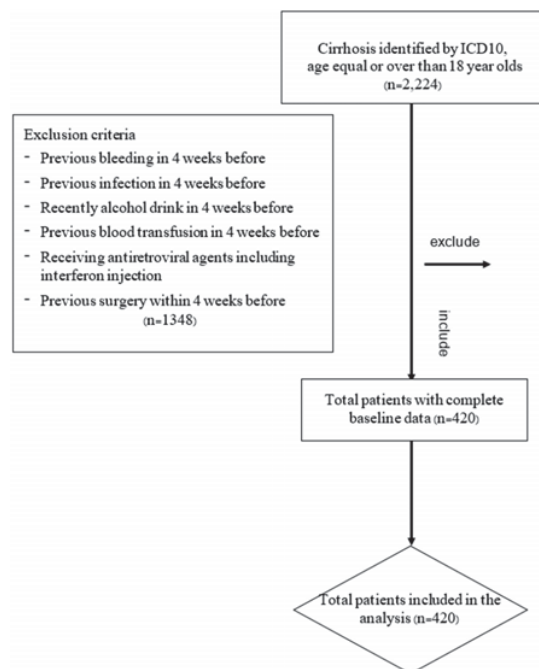 Cirrhosis identified by ICD10,
age equal or over than 18 year olds
(n=2,224)
Exclusion criteria
- Previous bleeding in 4 weeks before
- Previous infection in 4 weeks before
- Recently alcohol drink in 4 weeks before
- Previous blood transfusion in 4 weeks before
- Receiving antiretroviral agents including
interferon injection
- Previous surgery within 4 weeks before
(n=1348)
exclude
include
Total patients with complete
baseline data (n=420)
Total patients included in the
analysis (n=420)